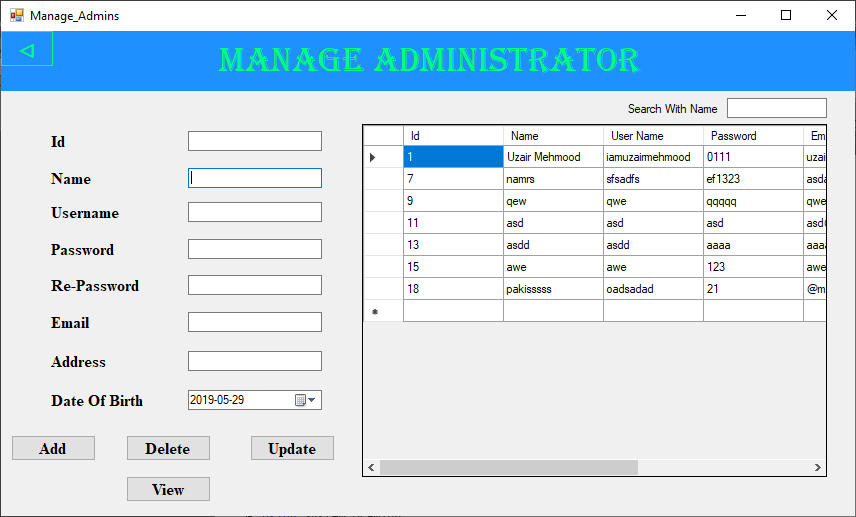 Manage_Admins
MANAGE ADMINISTRATOR
Search With Name
Id
Name
Username
Password
Re-Password
Email
Address
Date Of Birth 2019-05-29
Add Delete Update
View
Id Name User Name Password Em
1 Uzair Mehmood iamuzairmehmood 0111 uzai
7 namrs sfsadfs ef1323 asda
9 qew qwe qqqqq qwe
11 asd asd asd asd
13 asdd asdd aaaa aaaa
15 awe awe 123 awe
18 pakisssss oadsadad 21 @m